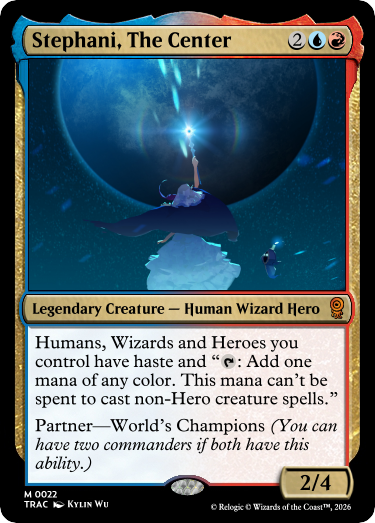 Stephani, The Center 2
Legendary Creature — Human Wizard Hero
Humans, Wizards and Heroes you
control have haste and “: Add one
mana of any color. This mana can’t be
spent to cast non-Hero creature spells.”
Partner—World’s Champions (You can
have two commanders if both have this
ability.)
2/4
M 0022
TRAC Kylin Wu
© Relogic © Wizards of the Coast™, 2026